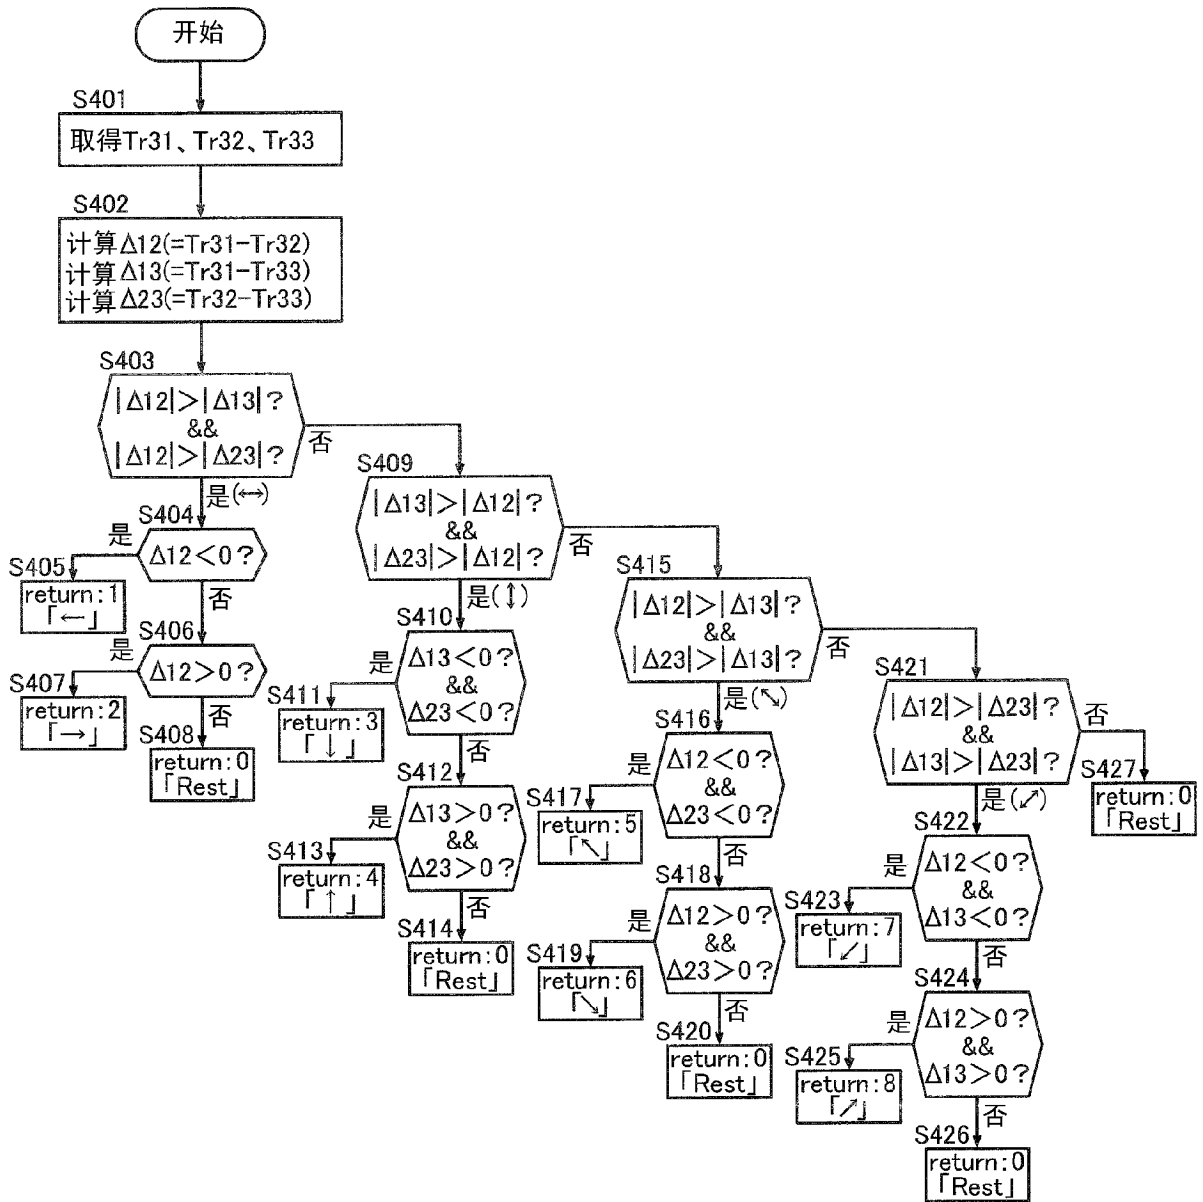 开始
S401
取得Tr31、Tr32、Tr33
S402
计算Δ12(=Tr31-Tr32)
计算Δ13(=Tr31-Tr33)
计算Δ23(=Tr32-Tr33)
S403
|Δ12|>|Δ13|?
&&
|Δ12|>|Δ23|?
否
是(↔)
S404
Δ12<0?
是
否
S405
return:1
「←」
S406
Δ12>0?
是
否
S407
return:2
「→」
S408
return:0
「Rest」
S409
|Δ13|>|Δ12|?
&&
|Δ23|>|Δ12|?
否
是(↕)
S410
Δ13<0?
&&
Δ23<0?
是
否
S411
return:3
「↓」
S412
Δ13>0?
&&
Δ23>0?
是
否
S413
return:4
「↑」
S414
return:0
「Rest」
S415
|Δ12|>|Δ13|?
&&
|Δ23|>|Δ13|?
否
是(⤡)
S416
Δ12<0?
&&
Δ23<0?
是
否
S417
return:5
「↖」
S418
Δ12>0?
&&
Δ23>0?
是
否
S419
return:6
「↘」
S420
return:0
「Rest」
S421
|Δ12|>|Δ23|?
&&
|Δ13|>|Δ23|?
否
是(⤢)
S422
Δ12<0?
&&
Δ13<0?
是
否
S423
return:7
「↙」
S424
Δ12>0?
&&
Δ13>0?
是
否
S425
return:8
「↗」
S426
return:0
「Rest」
S427
return:0
「Rest」